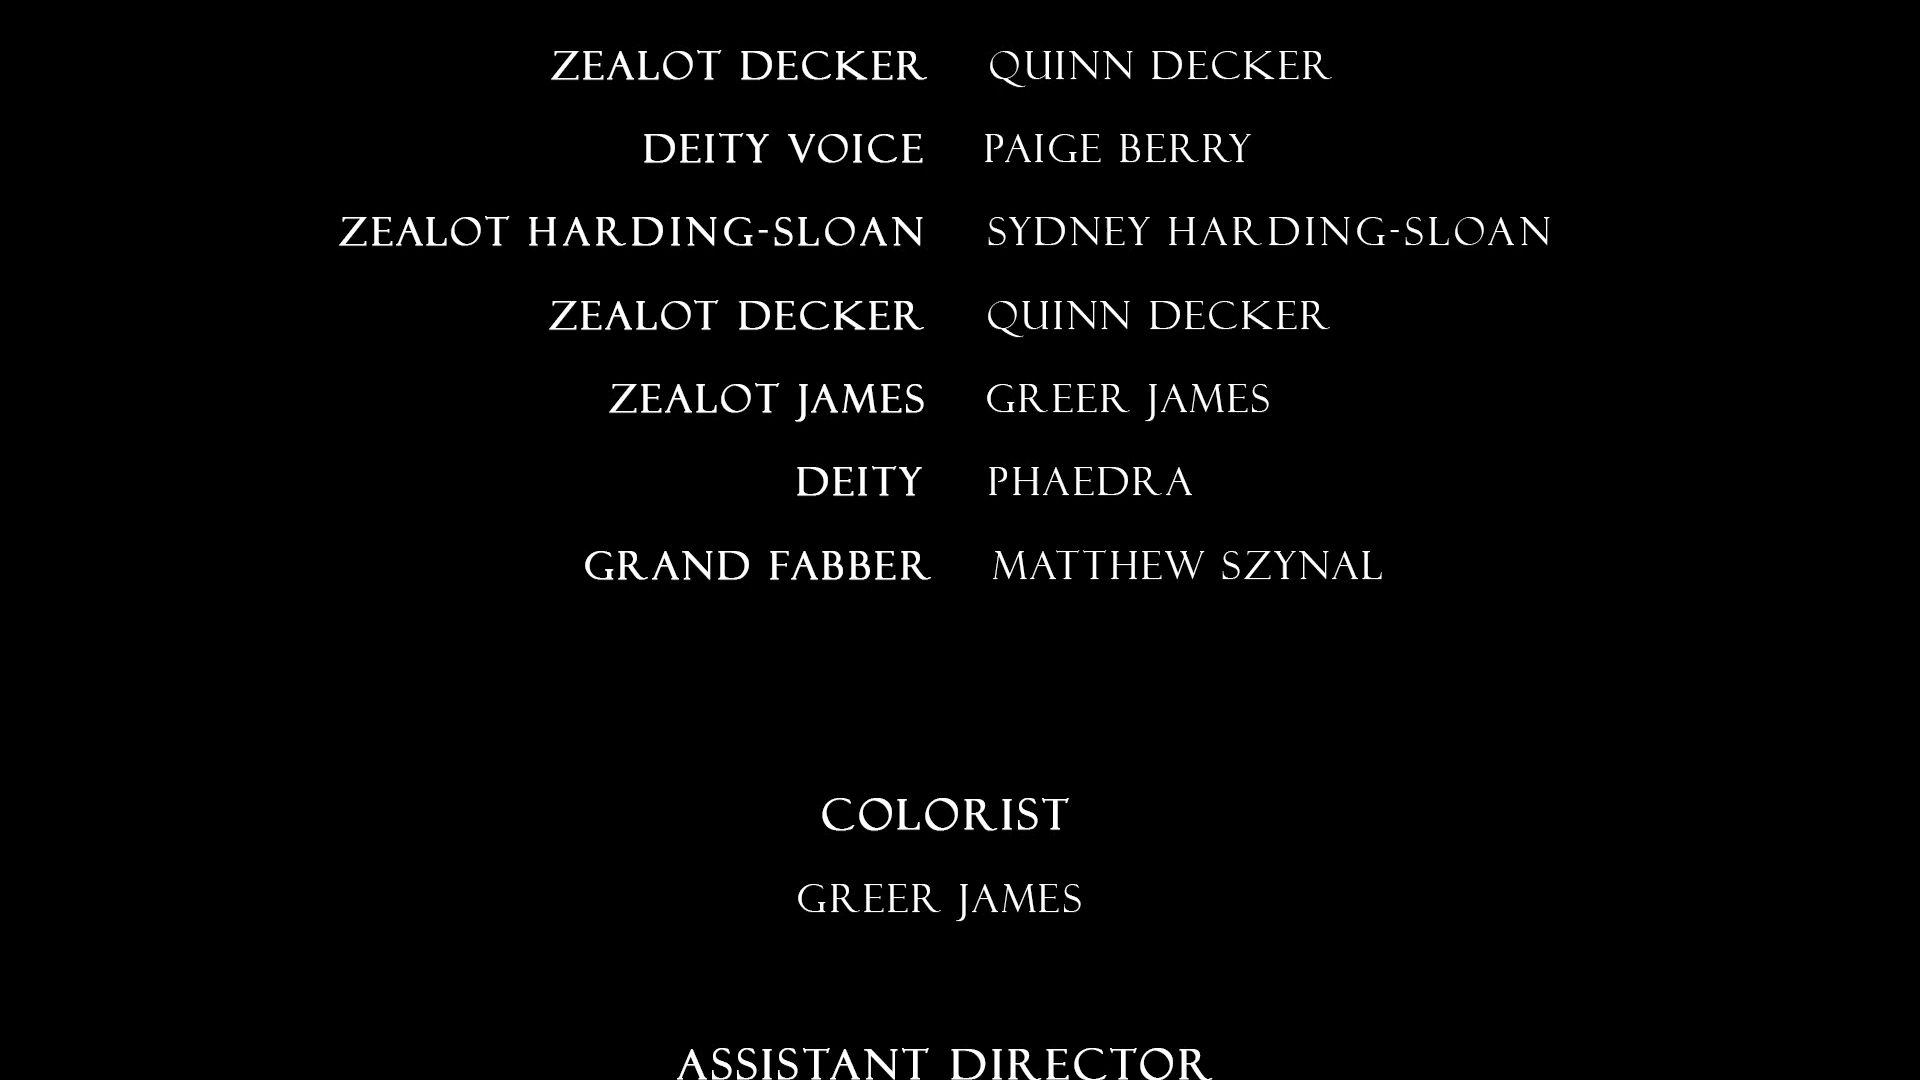 ZEALOT DECKER QUINN DECKER
DEITY VOICE PAIGE BERRY
ZEALOT HARDING-SLOAN SYDNEY HARDING-SLOAN
ZEALOT DECKER QUINN DECKER
ZEALOT JAMES GREER JAMES
DEITY PHAEDRA
GRAND FABBER MATTHEW SZYNAL
COLORIST
GREER JAMES
ASSISTANT DIRECTOR